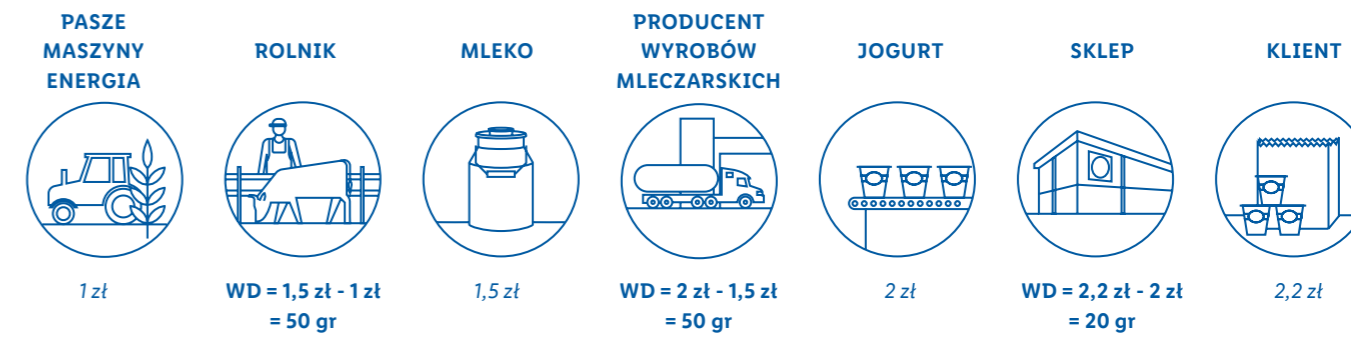 PASZE
MASZYNY
ENERGIA
ROLNIK
MLEKO
PRODUCENT
WYROBÓW
MLECZARSKICH
JOGURT
SKLEP
KLIENT
1 zł
WD = 1,5 zł - 1 zł
= 50 gr
1,5 zł
WD = 2 zł - 1,5 zł
= 50 gr
2 zł
WD = 2,2 zł - 2 zł
= 20 gr
2,2 zł